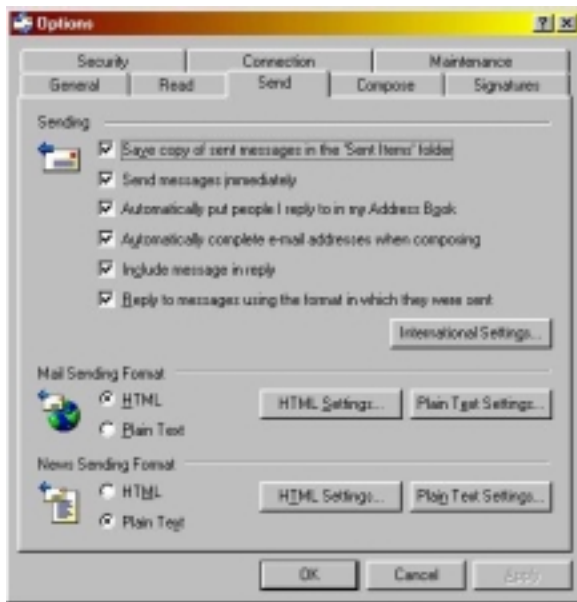 Options
Security Connection Maintenance
General Read Send Compose Signatures
Sending
Save copy of sent messages in the 'Sent Items' folder
Send messages immediately
Automatically put people I reply to in my Address Book
Automatically complete e-mail addresses when composing
Include message in reply
Reply to messages using the format in which they were sent
International Settings...
Mail Sending Format
HTML HTML Settings... Plain Text Settings...
Plain Text
News Sending Format
HTML HTML Settings... Plain Text Settings...
Plain Text
OK Cancel Apply